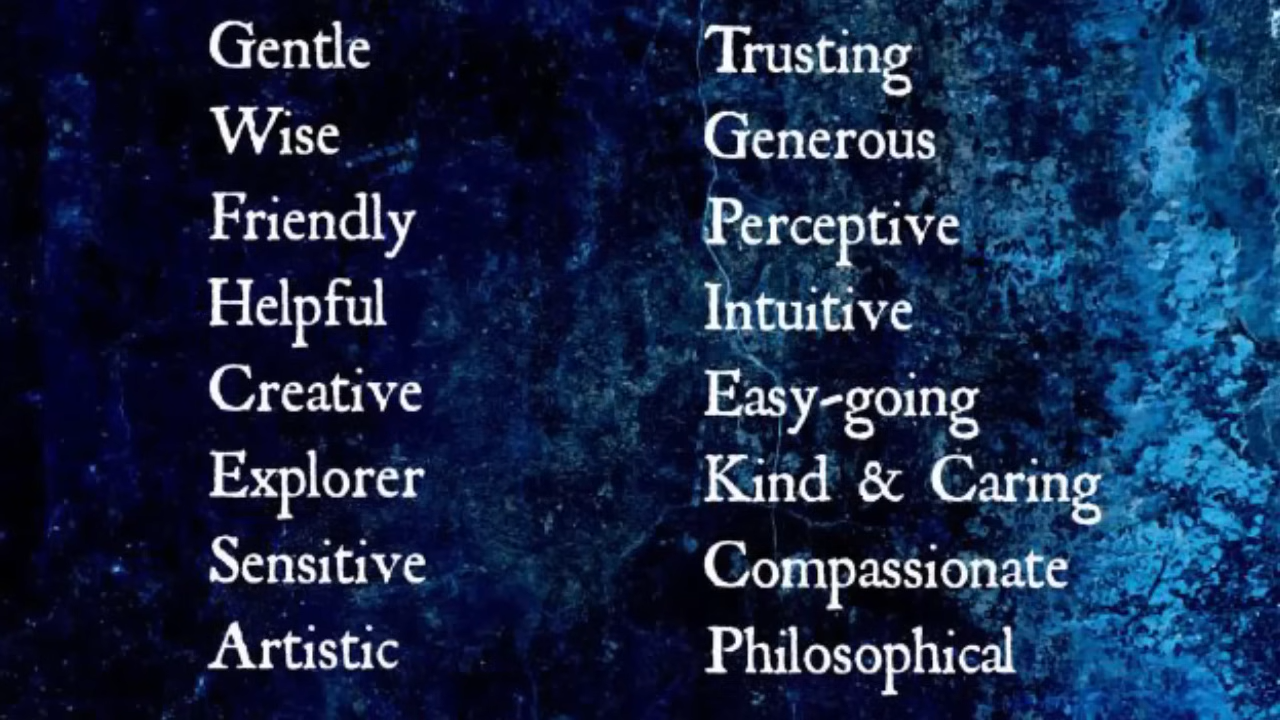 Gentle
Wise
Friendly
Helpful
Creative
Explorer
Sensitive
Artistic
Trusting
Generous
Perceptive
Intuitive
Easy-going
Kind & Caring
Compassionate
Philosophical